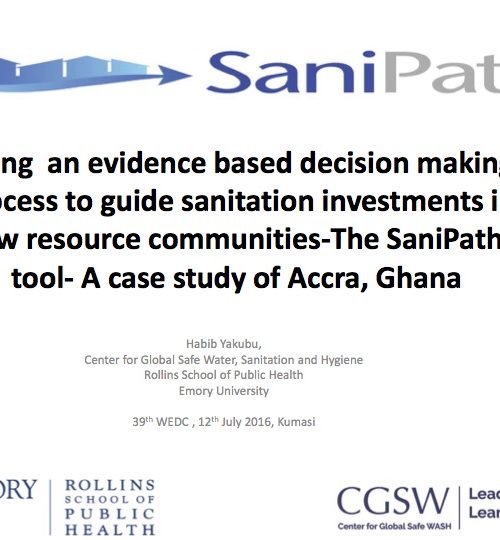 SaniPat
ing an evidence based decision making
ocess to guide sanitation investments i
w resource communities-The SaniPath
tool- A case study of Accra, Ghana
Habib Yakubu,
Center for Global Safe Water, Sanitation and Hygiene
Rollins School of Public Health
Emory University
39th WEDC , 12th July 2016, Kumasi
ORY
ROLLINS
SCHOOL OF
PUBLIC
HEALTH
CGSW
Center for Global Safe WASH
Lead
Lear